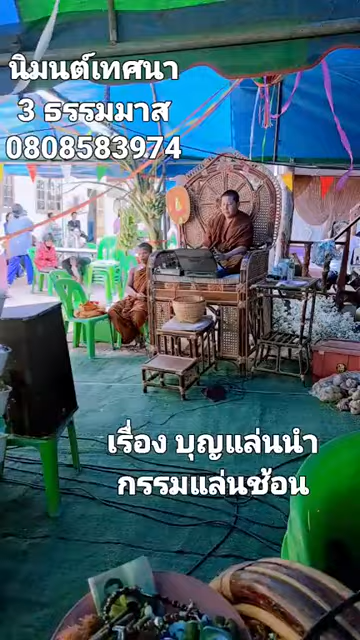 นิมนต์เทศนา
3 ธรรมมาส
0808583974
เรื่อง บุญแล่นนำ
กรรมแล่นซ้อน